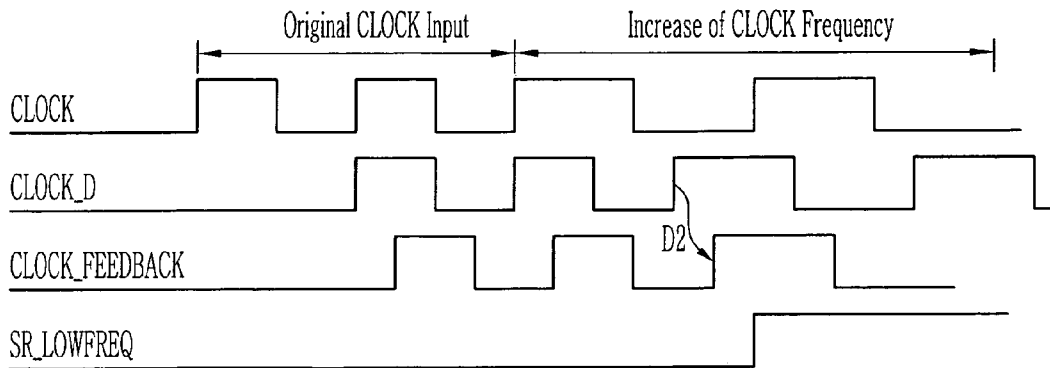 Original CLOCK Input
Increase of CLOCK Frequency
CLOCK
CLOCK_D
D2
CLOCK_FEEDBACK
SR_LOWFREQ